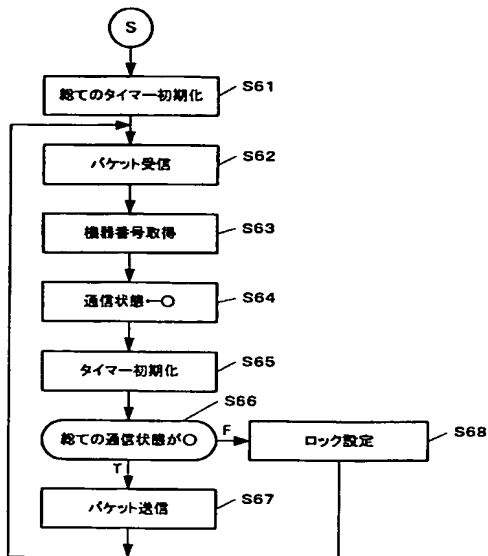 S
総てのタイマー初期化
S61
パケット受信
S62
機器番号取得
S63
通信状態←〇
S64
タイマー初期化
S65
S66
総ての通信状態が〇
F
ロック設定
S68
T
パケット送信
S67